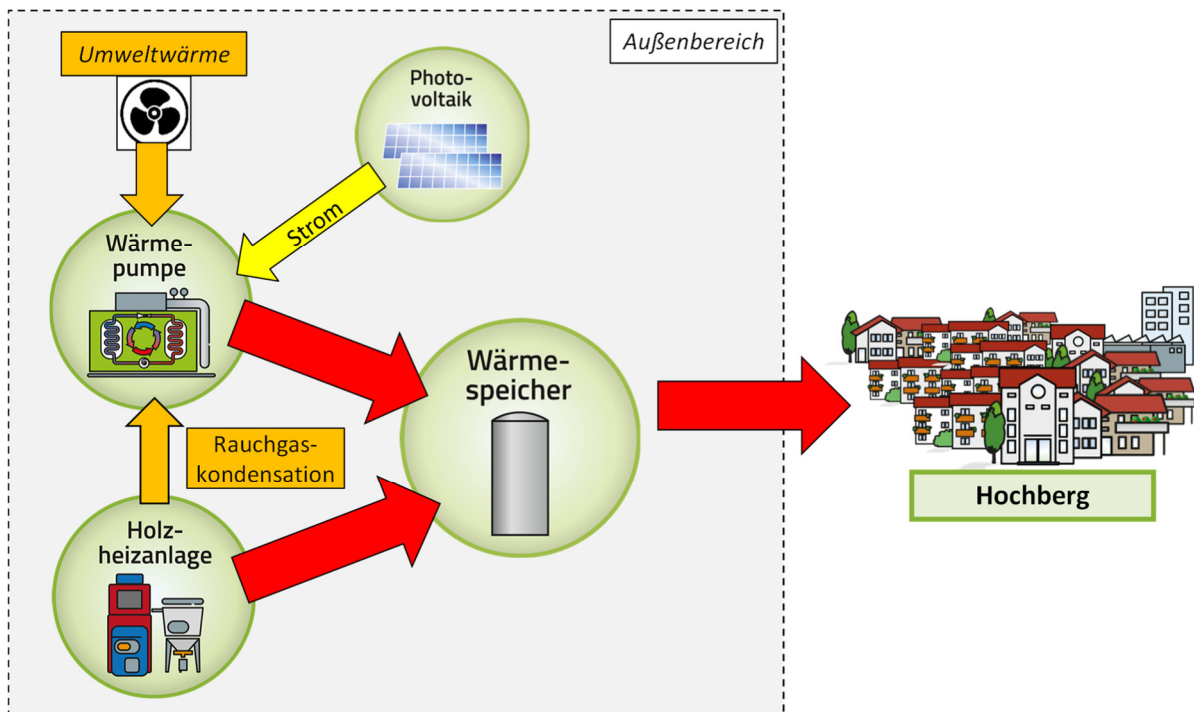 Umweltwärme
Außenbereich
Photo-
voltaik
Strom
Wärme-
pumpe
Wärme-
speicher
Rauchgas-
kondensation
Holz-
heizanlage
Hochberg